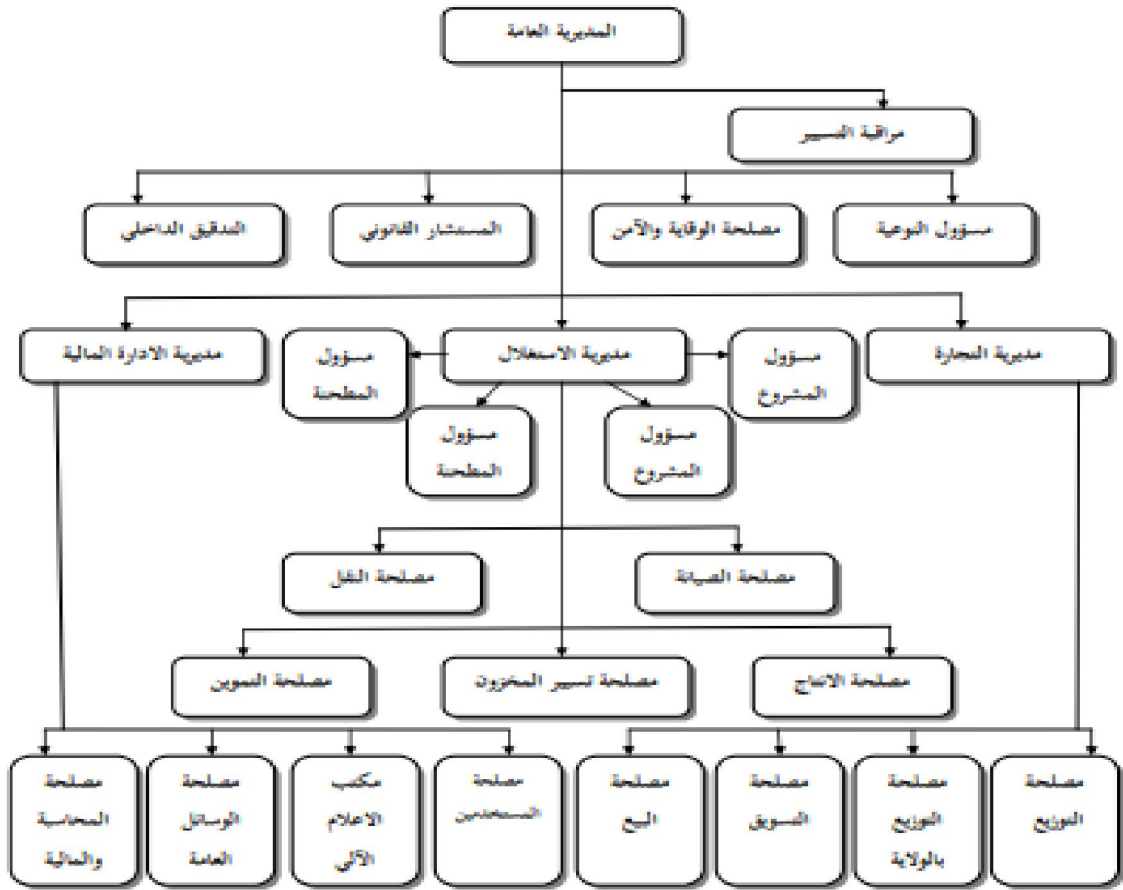 المديرية العامة
مراقبة التسيير
مسؤول النوعية
مصلحة الوقاية والأمن
المستشار القانوني
التدقيق الداخلي
مديرية التجارة
مسؤول
المشروع
مديرية الاستغلال
مسؤول
المطحنة
مديرية الادارة المالية
مسؤول
المشروع
مسؤول
المطحنة
مصلحة الصيانة
مصلحة النقل
مصلحة الانتاج
مصلحة تسيير المخزون
مصلحة التموين
مصلحة
التوزيع
مصلحة
التوزيع
بالولاية
مصلحة
التسويق
مصلحة
البيع
مصلحة
المستخدمين
مكتب
الاعلام
الآلي
مصلحة
الوسائل
العامة
مصلحة
المحاسبة
والمالية